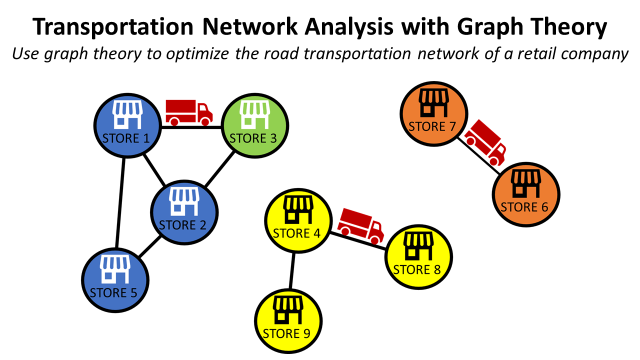 Transportation Network Analysis with Graph Theory
Use graph theory to optimize the road transportation network of a retail company
STORE 1
STORE 3
STORE 7
STORE 6
STORE 2
STORE 4
STORE 8
STORE 5
STORE 9